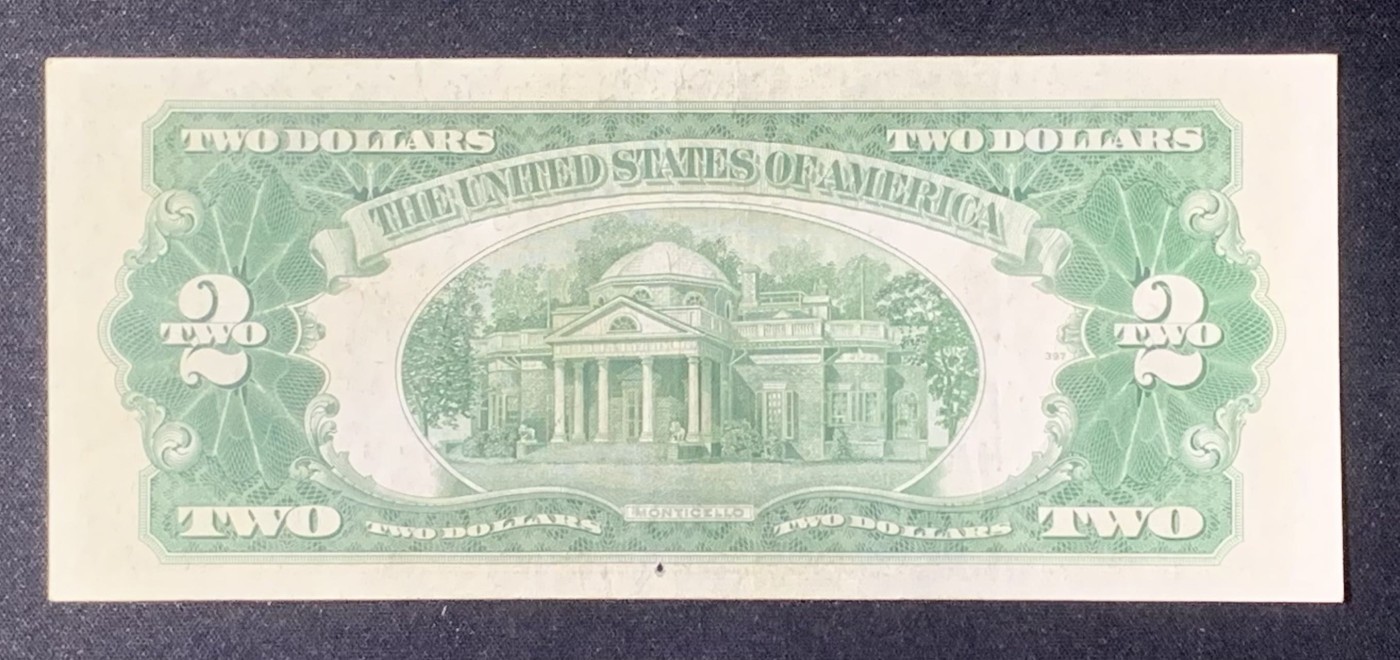 TWO DOLLARS TWO DOLLARS
THE UNITED STATES OF AMERICA
2 2
TWO TWO
397
MONTICELLO
TWO TWO DOLLARS TWO DOLLARS TWO